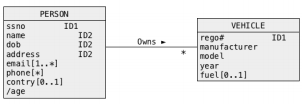 PERSON
ssno ID1
name ID2
dob ID2
address ID2
email[1..*]
phone[*]
contry[0..1]
/age
Owns ►
*
VEHICLE
rego# ID1
manufacturer
model
year
fuel[0..1]